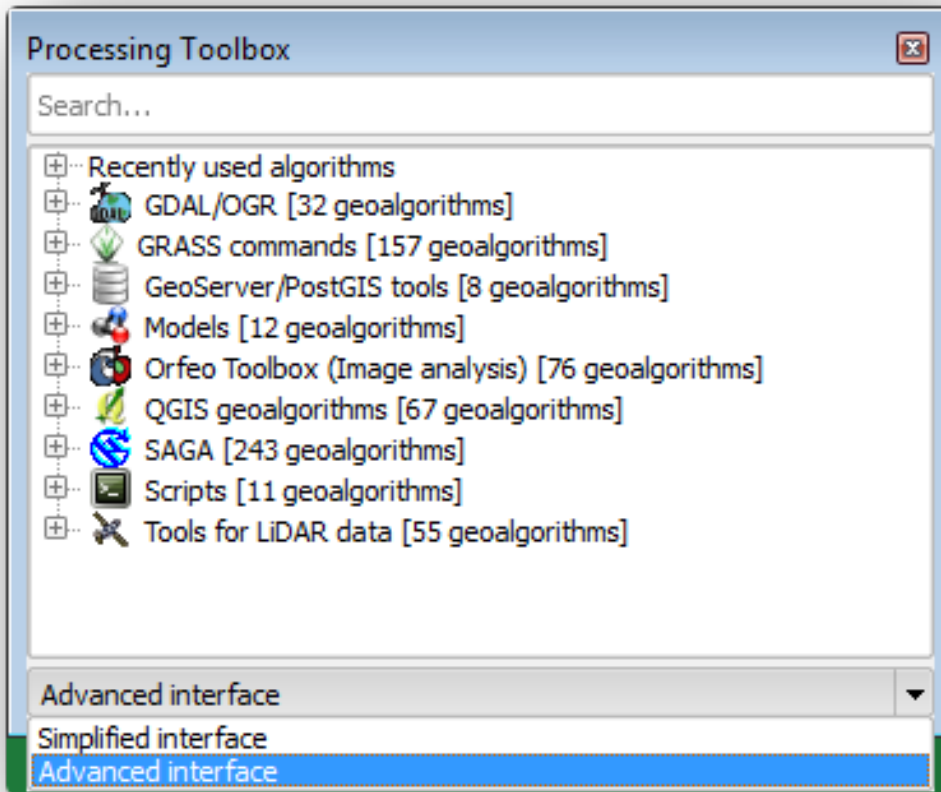 Processing Toolbox
Search...
Recently used algorithms
GDAL/OGR [32 geoalgorithms]
GRASS commands [157 geoalgorithms]
GeoServer/PostGIS tools [8 geoalgorithms]
Models [12 geoalgorithms]
Orfeo Toolbox (Image analysis) [76 geoalgorithms]
QGIS geoalgorithms [67 geoalgorithms]
SAGA [243 geoalgorithms]
Scripts [11 geoalgorithms]
Tools for LiDAR data [55 geoalgorithms]
Advanced interface
Simplified interface
Advanced interface